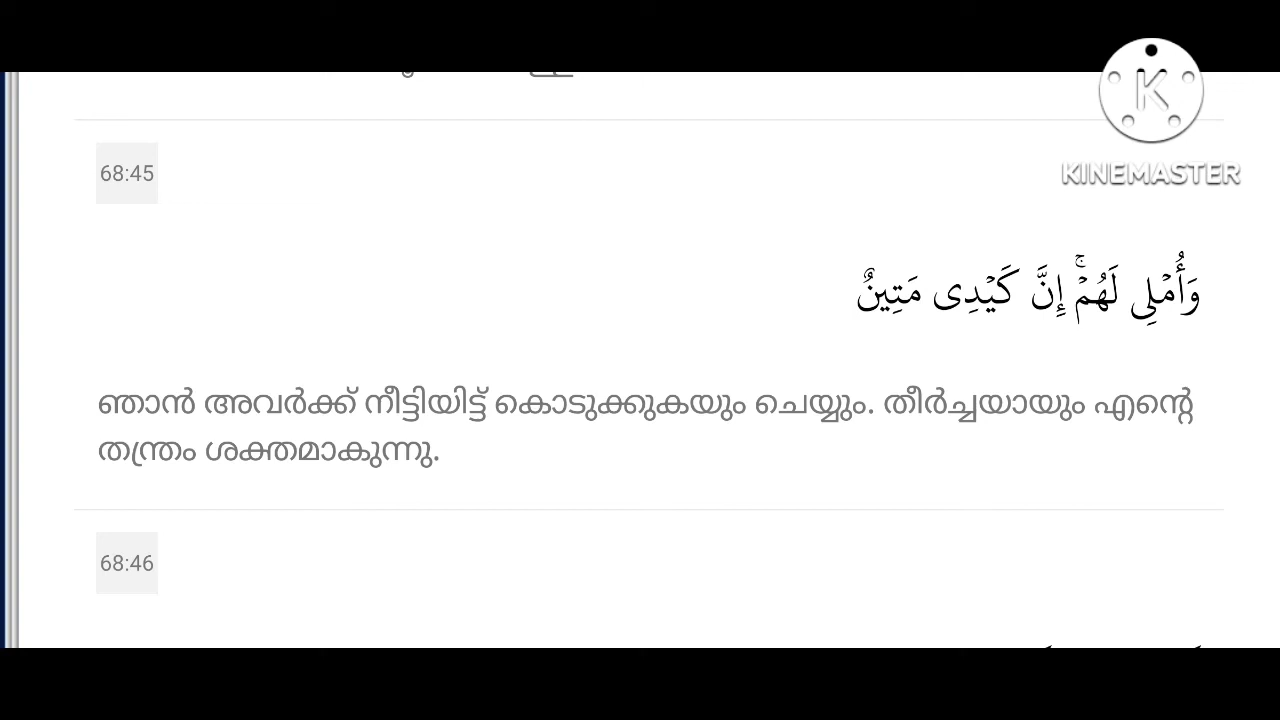 K
KINEMASTER
68:45
وَأُمْلِى لَهُمْ ۚ إِنَّ كَيْدِى مَتِينٌ
ഞാൻ അവർക്ക് നീട്ടിയിട്ട് കൊടുക്കുകയും ചെയ്യും. തീർച്ചയായും എന്റെ
തന്ത്രം ശക്തമാകുന്നു.
68:46